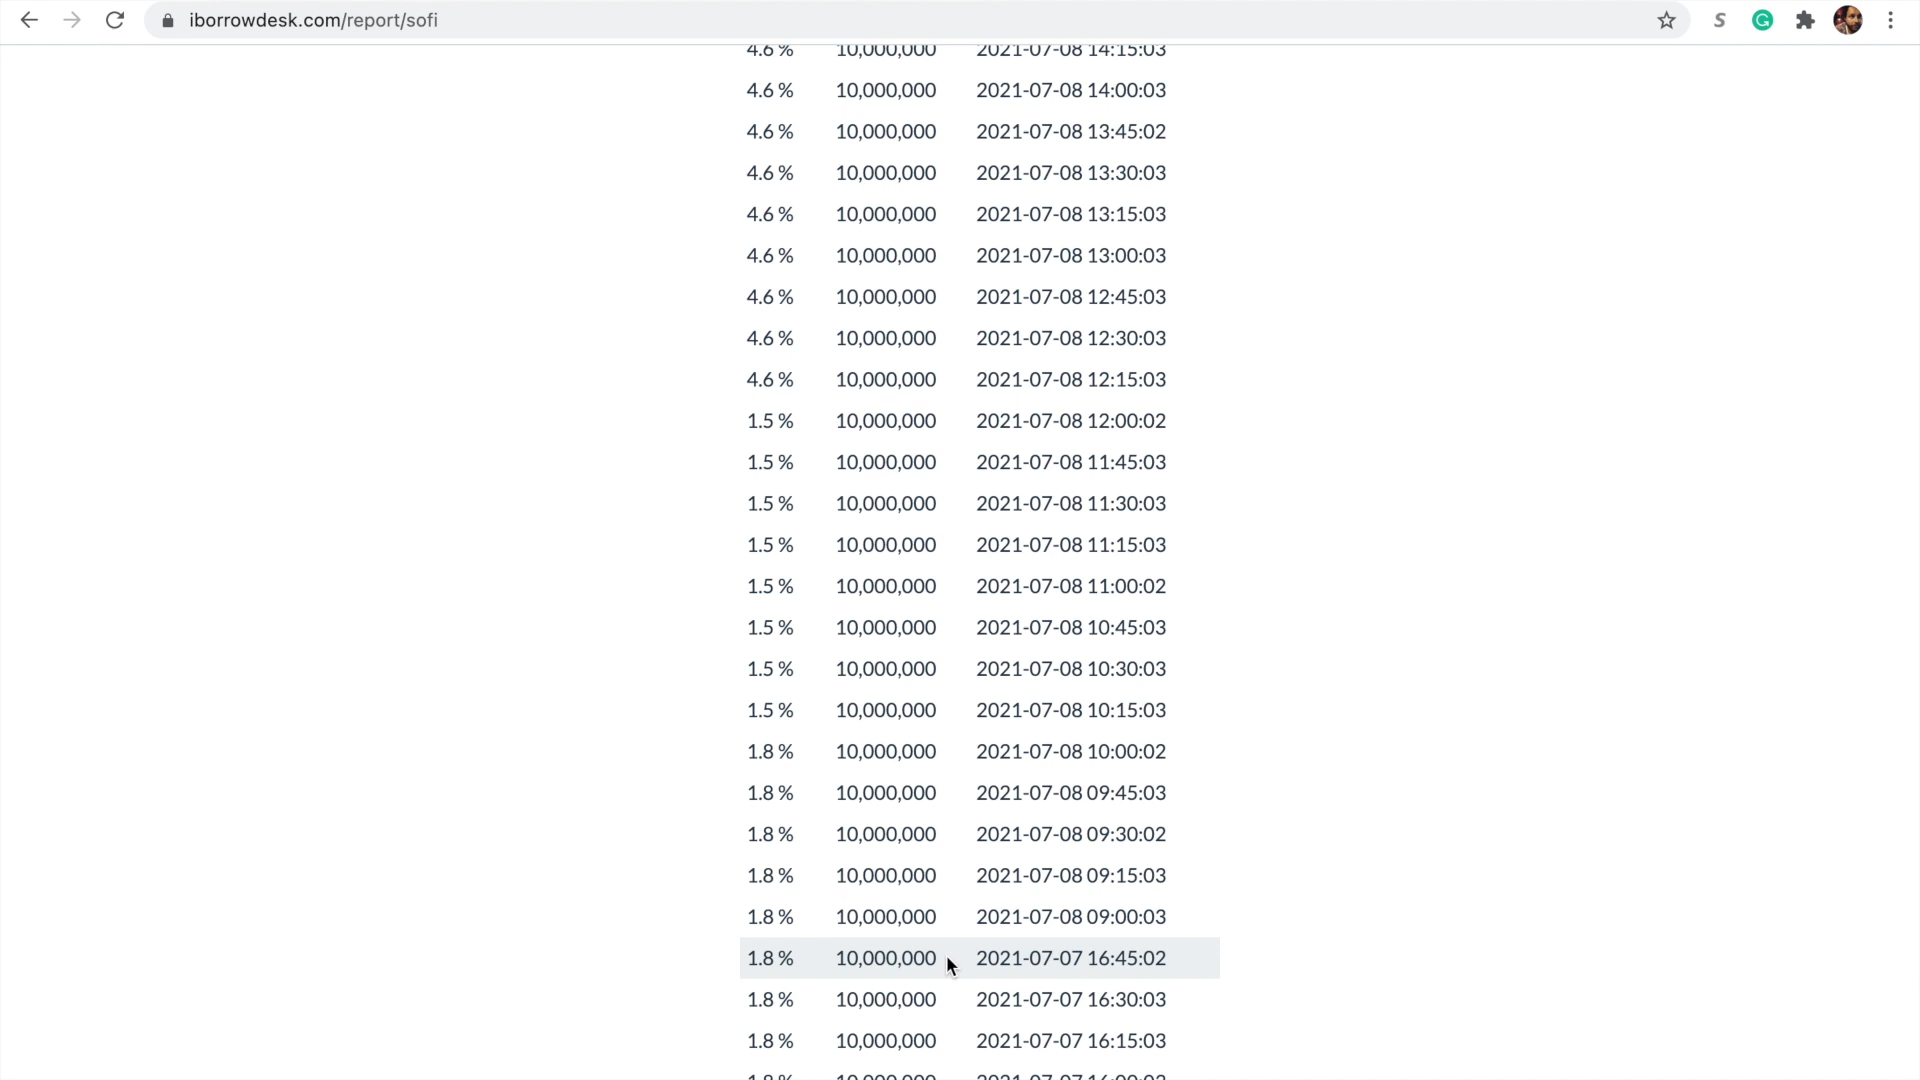 iborrowdesk.com/report/sofi
4.6 % 10,000,000 2021-07-08 14:15:03
4.6 % 10,000,000 2021-07-08 14:00:03
4.6 % 10,000,000 2021-07-08 13:45:02
4.6 % 10,000,000 2021-07-08 13:30:03
4.6 % 10,000,000 2021-07-08 13:15:03
4.6 % 10,000,000 2021-07-08 13:00:03
4.6 % 10,000,000 2021-07-08 12:45:03
4.6 % 10,000,000 2021-07-08 12:30:03
4.6 % 10,000,000 2021-07-08 12:15:03
1.5 % 10,000,000 2021-07-08 12:00:02
1.5 % 10,000,000 2021-07-08 11:45:03
1.5 % 10,000,000 2021-07-08 11:30:03
1.5 % 10,000,000 2021-07-08 11:15:03
1.5 % 10,000,000 2021-07-08 11:00:02
1.5 % 10,000,000 2021-07-08 10:45:03
1.5 % 10,000,000 2021-07-08 10:30:03
1.5 % 10,000,000 2021-07-08 10:15:03
1.8 % 10,000,000 2021-07-08 10:00:02
1.8 % 10,000,000 2021-07-08 09:45:03
1.8 % 10,000,000 2021-07-08 09:30:02
1.8 % 10,000,000 2021-07-08 09:15:03
1.8 % 10,000,000 2021-07-08 09:00:03
1.8 % 10,000,000 2021-07-07 16:45:02
1.8 % 10,000,000 2021-07-07 16:30:03
1.8 % 10,000,000 2021-07-07 16:15:03